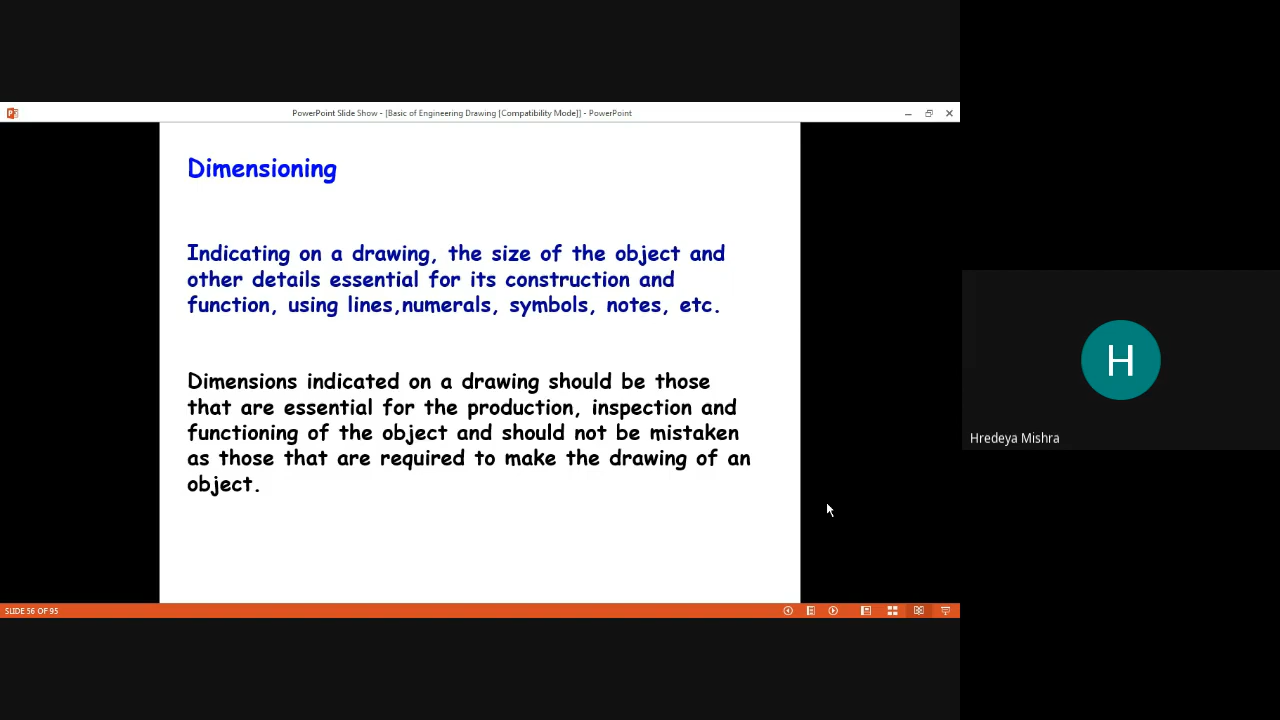 PowerPoint Slide Show - [Basic of Engineering Drawing [Compatibility Mode]] - PowerPoint
Dimensioning
Indicating on a drawing, the size of the object and
other details essential for its construction and
function, using lines,numerals, symbols, notes, etc.
Dimensions indicated on a drawing should be those
that are essential for the production, inspection and
functioning of the object and should not be mistaken
as those that are required to make the drawing of an
object.
H
Hredeya Mishra
SLIDE 56 OF 95